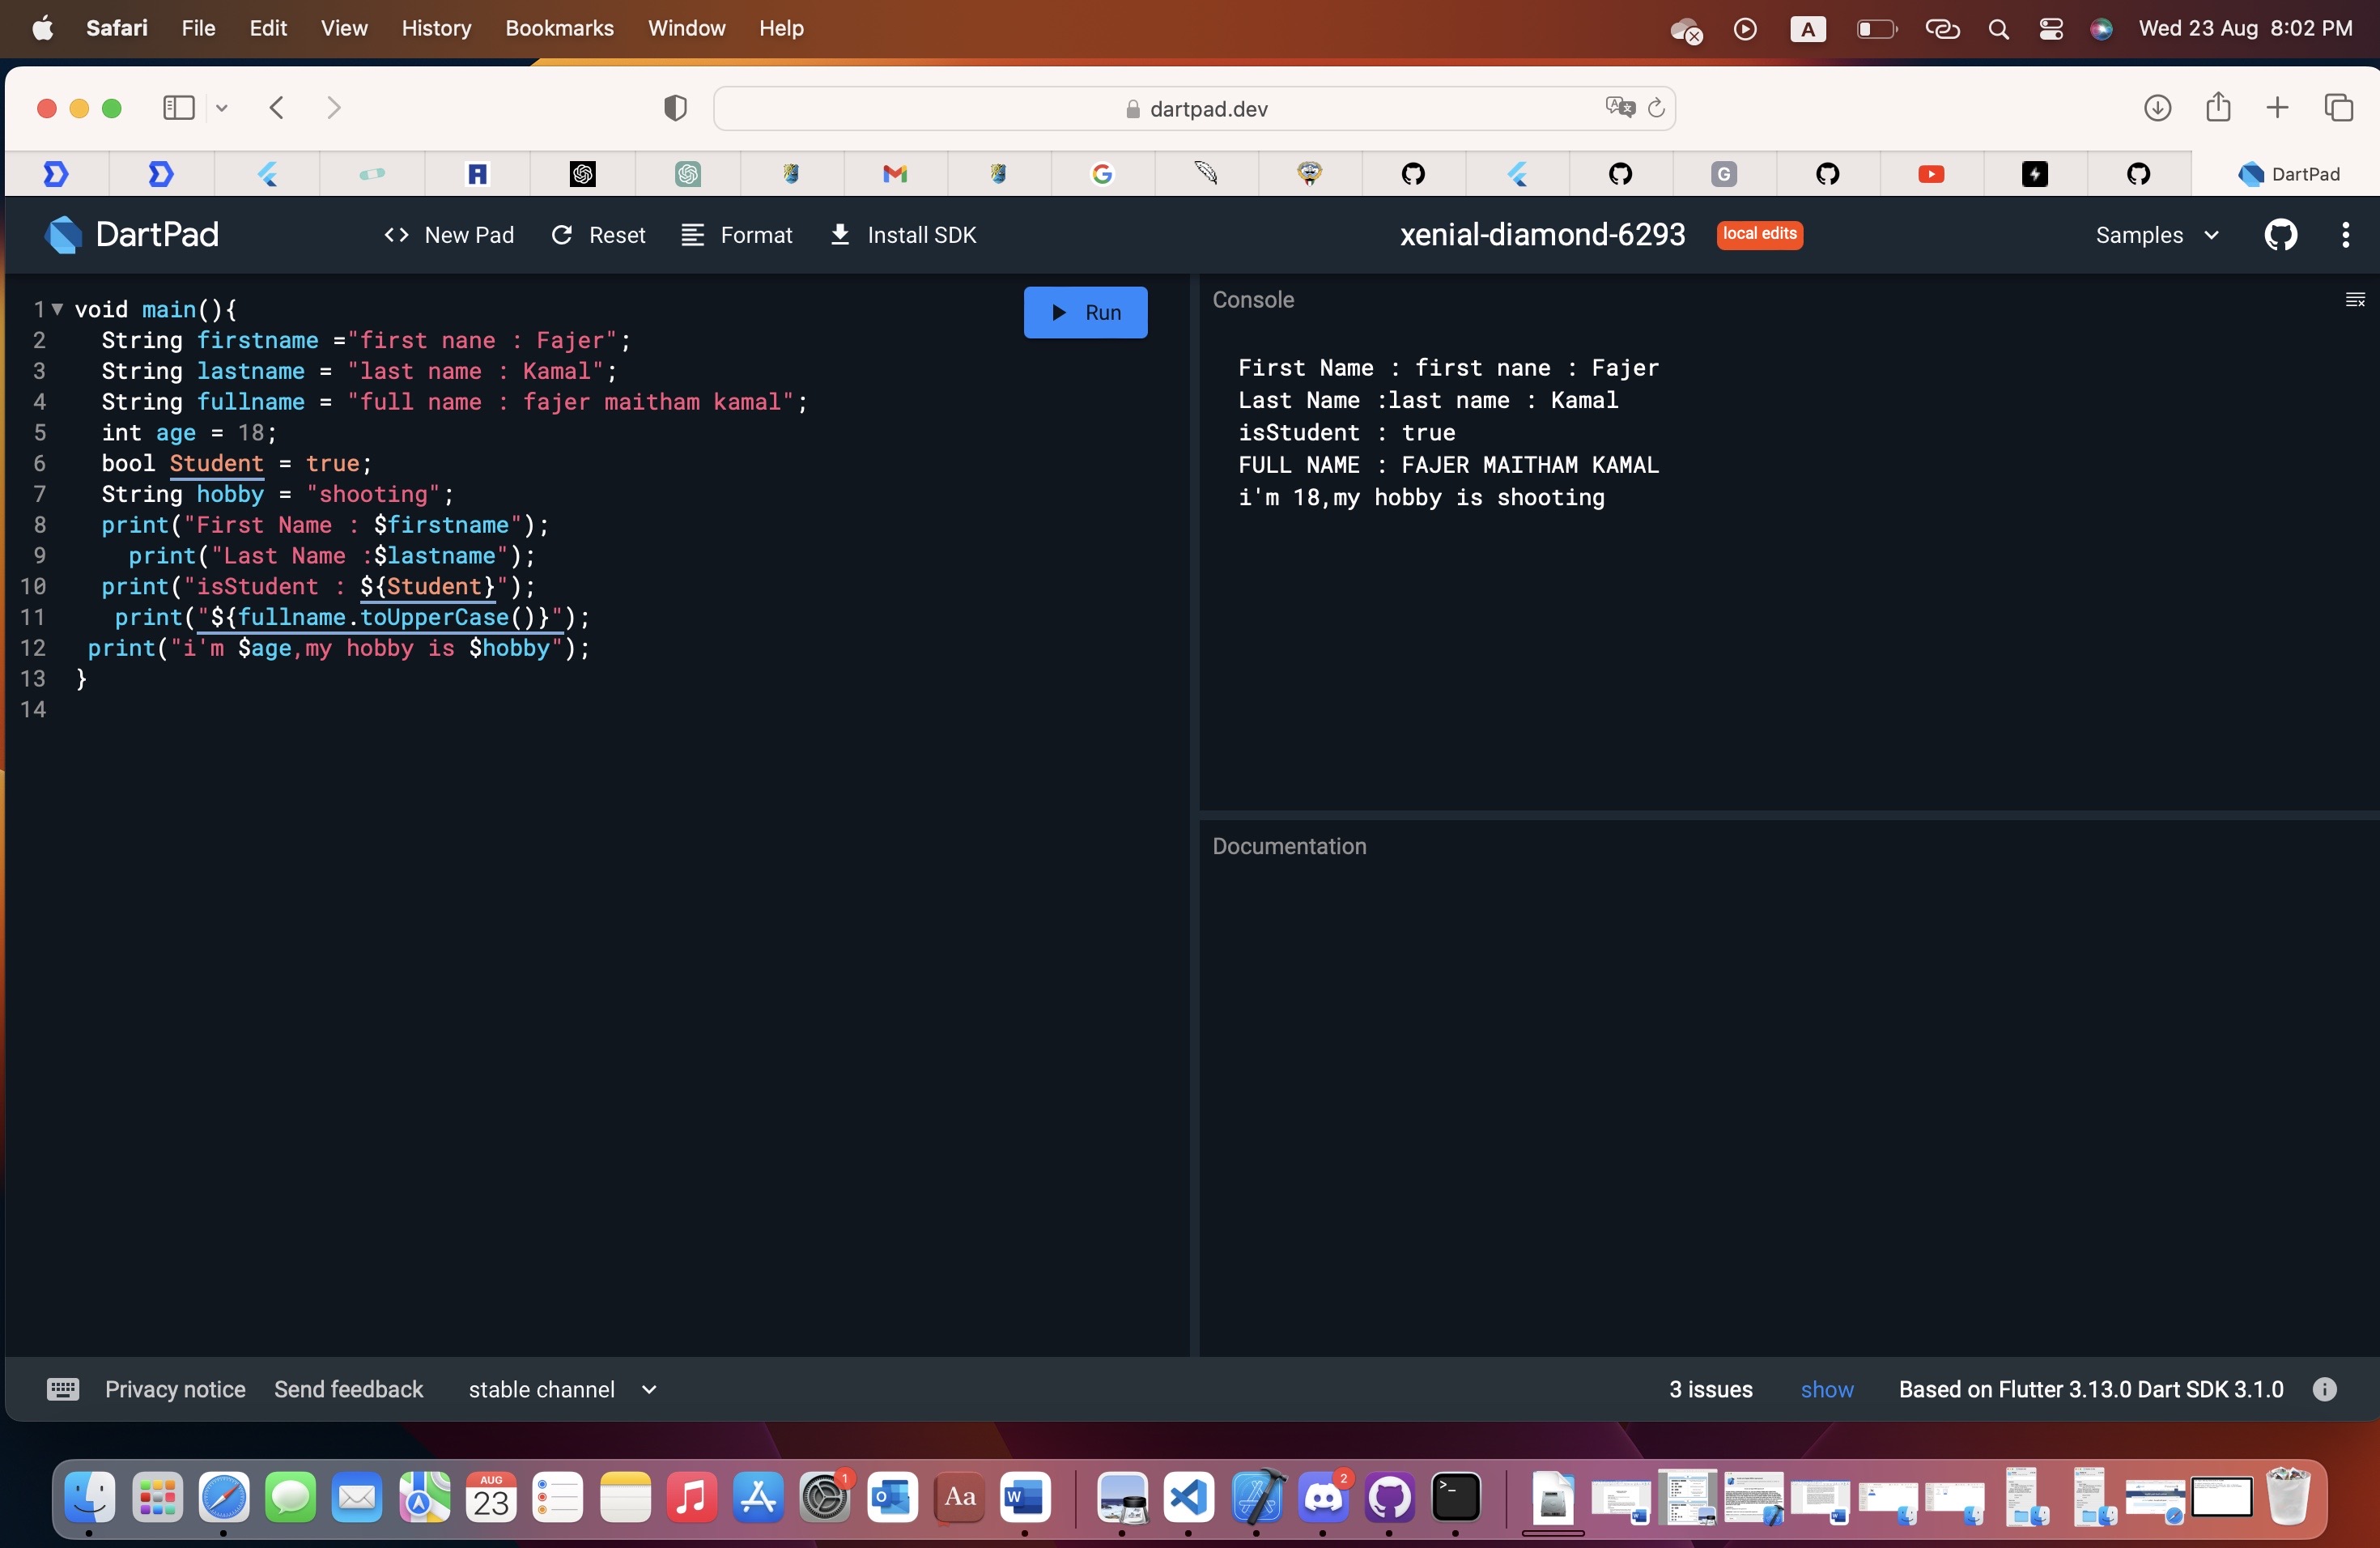 Safari File Edit View History Bookmarks Window Help A Wed 23 Aug 8:02 PM
dartpad.dev
G DartPad
DartPad <> New Pad Reset Format Install SDK xenial-diamond-6293 local edits Samples
Run
1 void main(){
2 String firstname ="first nane : Fajer";
3 String lastname = "last name : Kamal";
4 String fullname = "full name : fajer maitham kamal";
5 int age = 18;
6 bool Student = true;
7 String hobby = "shooting";
8 print("First Name : $firstname");
9 print("Last Name :$lastname");
10 print("isStudent : ${Student}");
11 print("${fullname.toUpperCase()}");
12 print("i'm $age,my hobby is $hobby");
13 }
14
Console
First Name : first nane : Fajer
Last Name :last name : Kamal
isStudent : true
FULL NAME : FAJER MAITHAM KAMAL
i'm 18,my hobby is shooting
Documentation
Privacy notice Send feedback stable channel 3 issues show Based on Flutter 3.13.0 Dart SDK 3.1.0
AUG
23
1
Aa
W
2
>_